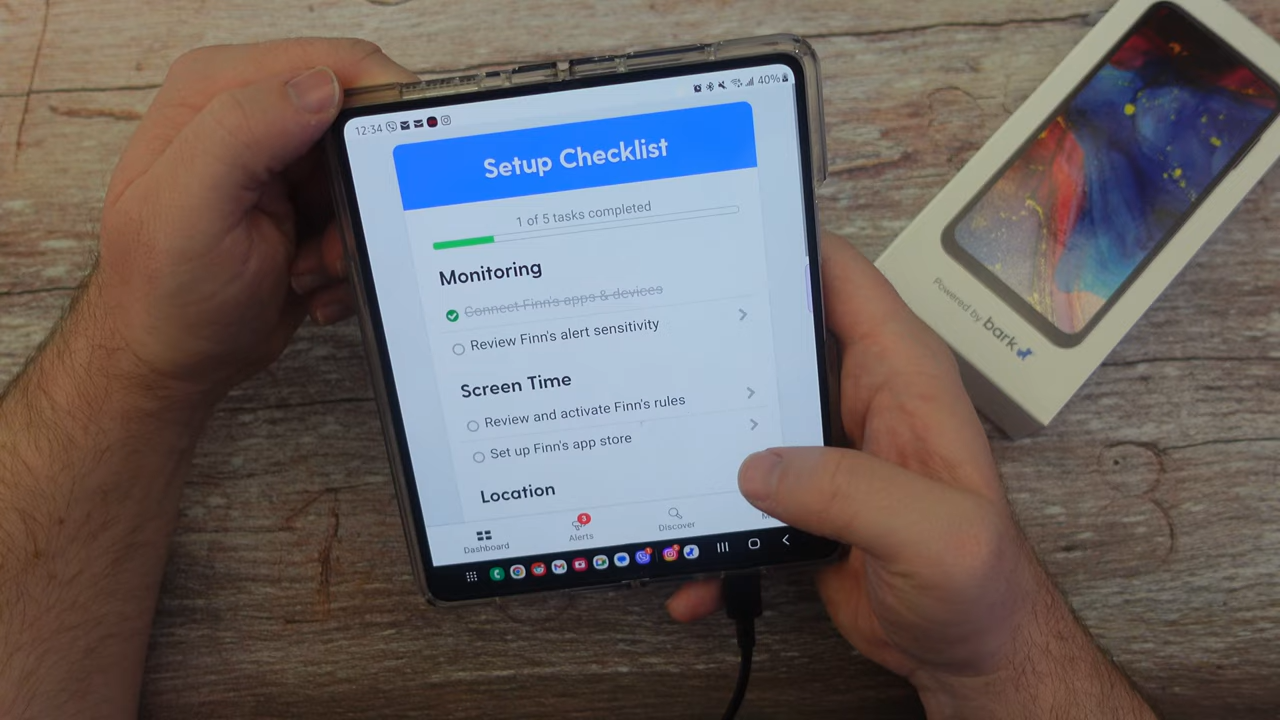 12:34
40%
Setup Checklist
1 of 5 tasks completed
Monitoring
Connect Finn's apps & devices
Review Finn's alert sensitivity
Screen Time
Review and activate Finn's rules
Set up Finn's app store
Location
Dashboard
3
Alerts
Discover
Powered by bark